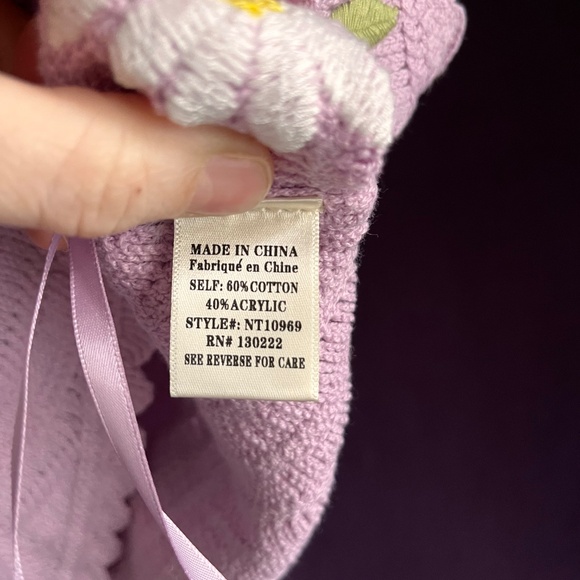 MADE IN CHINA
Fabriqué en Chine
SELF: 60%COTTON
40%ACRYLIC
STYLE#: NT10969
RN# 130222
SEE REVERSE FOR CARE